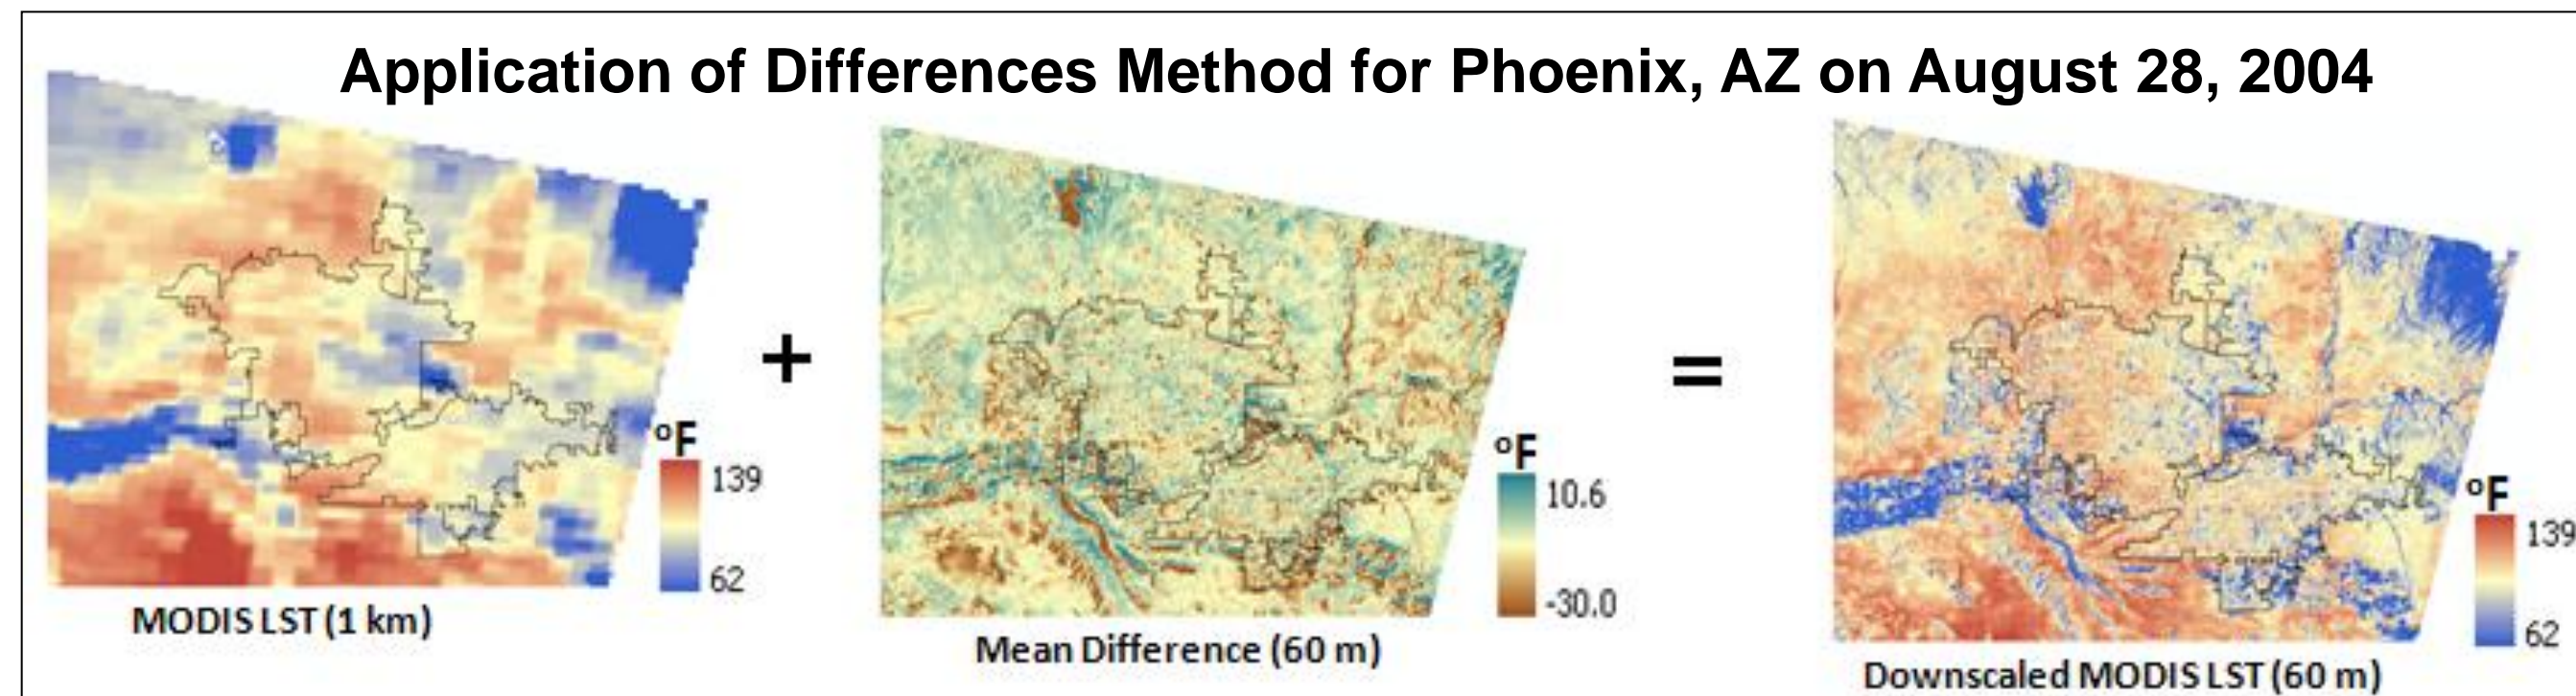 Application of Differences Method for Phoenix, AZ on August 28, 2004
°F
139
62
MODIS LST (1 km)
+
°F
10.6
-30.0
Mean Difference (60 m)
=
°F
139
62
Downscaled MODIS LST (60 m)